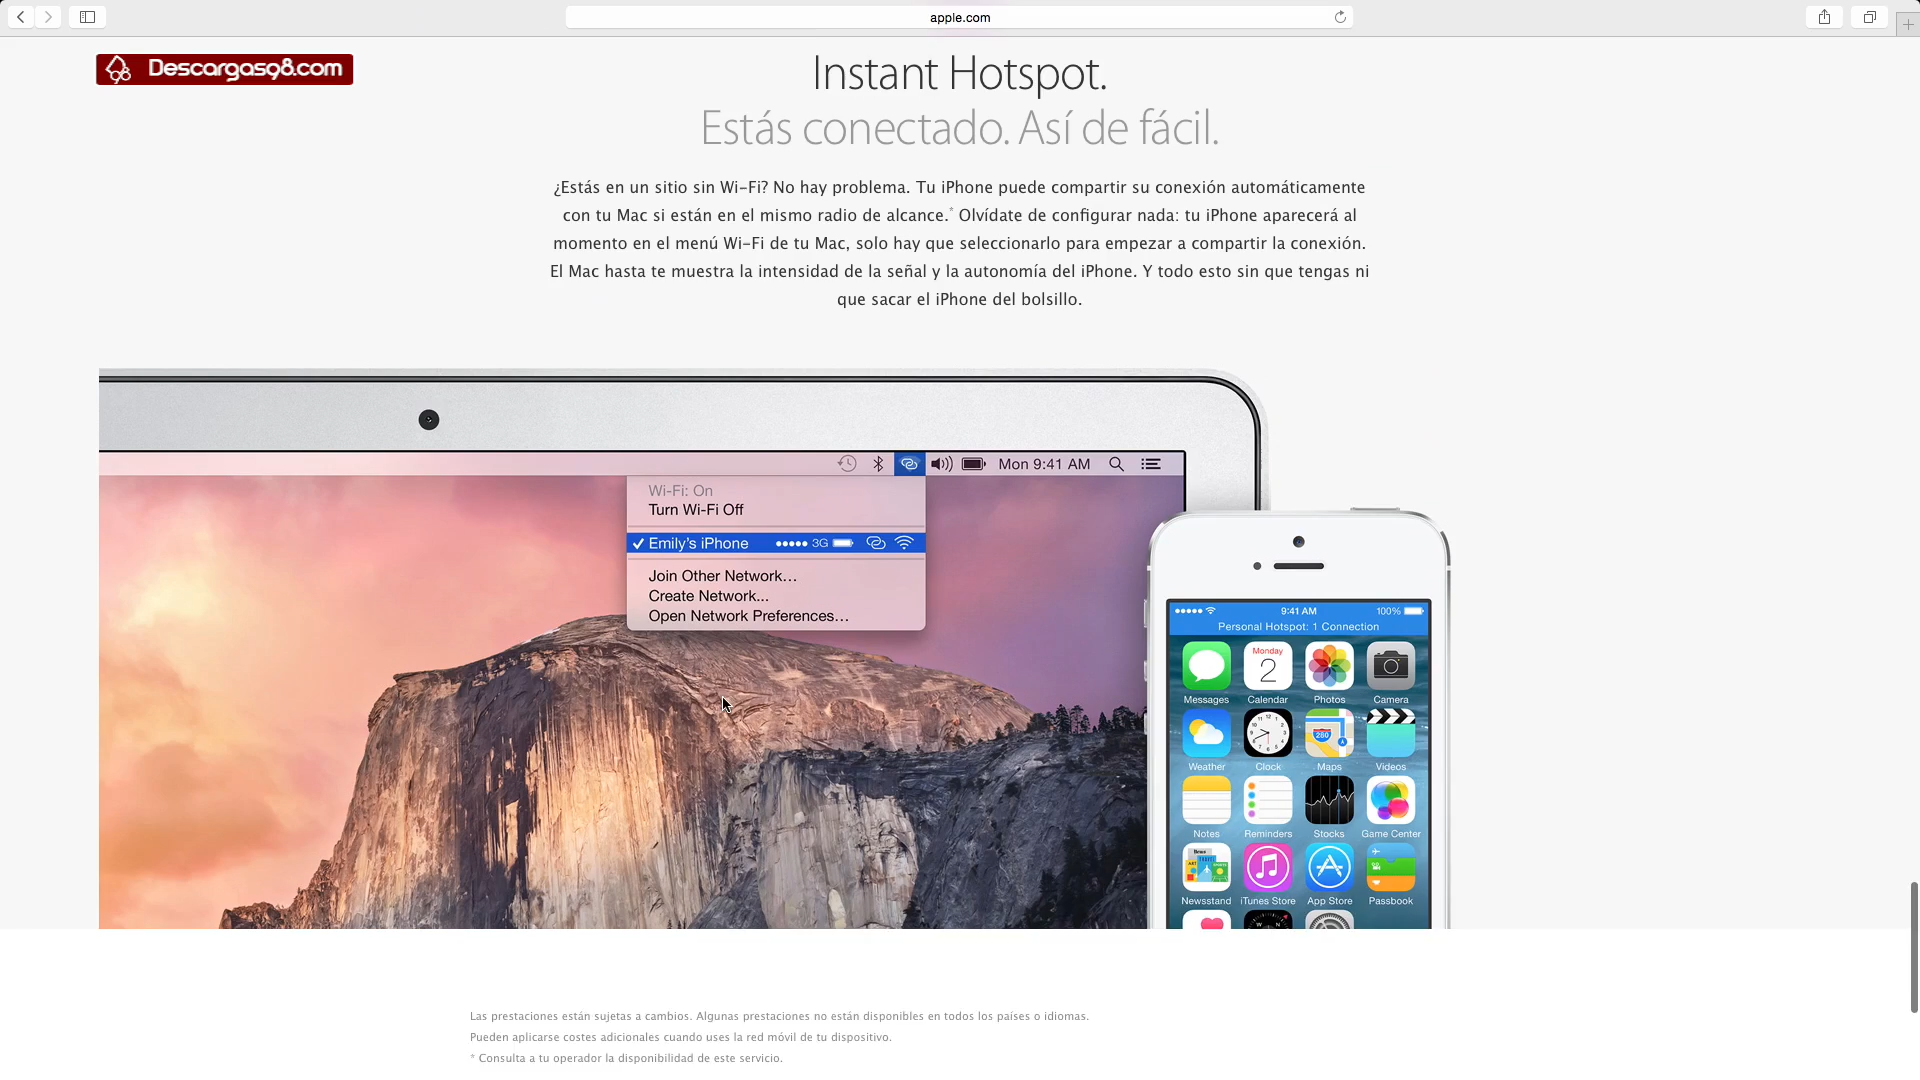 apple.com
Descargas98.com
Instant Hotspot.
Estás conectado. Así de fácil.
¿Estás en un sitio sin Wi-Fi? No hay problema. Tu iPhone puede compartir su conexión automáticamente
con tu Mac si están en el mismo radio de alcance.* Olvídate de configurar nada: tu iPhone aparecerá al
momento en el menú Wi-Fi de tu Mac, solo hay que seleccionarlo para empezar a compartir la conexión.
El Mac hasta te muestra la intensidad de la señal y la autonomía del iPhone. Y todo esto sin que tengas ni
que sacar el iPhone del bolsillo.
Mon 9:41 AM
Wi-Fi: On
Turn Wi-Fi Off
Emily's iPhone 3G
Join Other Network...
Create Network...
Open Network Preferences...
9:41 AM 100%
Personal Hotspot: 1 Connection
Monday
2
Messages Calendar Photos Camera
280
Weather Clock Maps Videos
Notes Reminders Stocks Game Center
News
ART
Newsstand iTunes Store App Store Passbook
Las prestaciones están sujetas a cambios. Algunas prestaciones no están disponibles en todos los países o idiomas.
Pueden aplicarse costes adicionales cuando uses la red móvil de tu dispositivo.
* Consulta a tu operador la disponibilidad de este servicio.